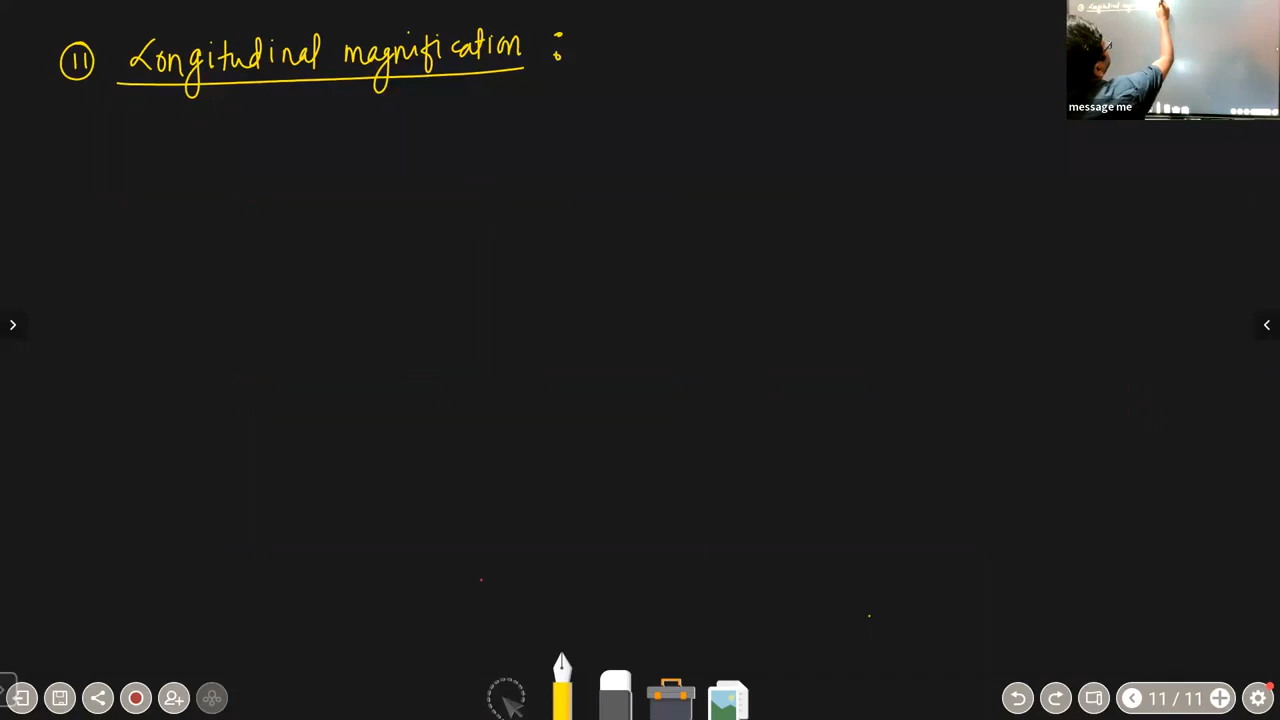 11 Longitudinal magnification :
message me
11 / 11